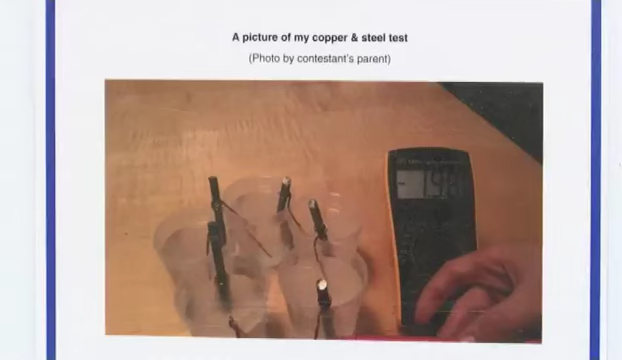 A picture of my copper & steel test
(Photo by contestant's parent)